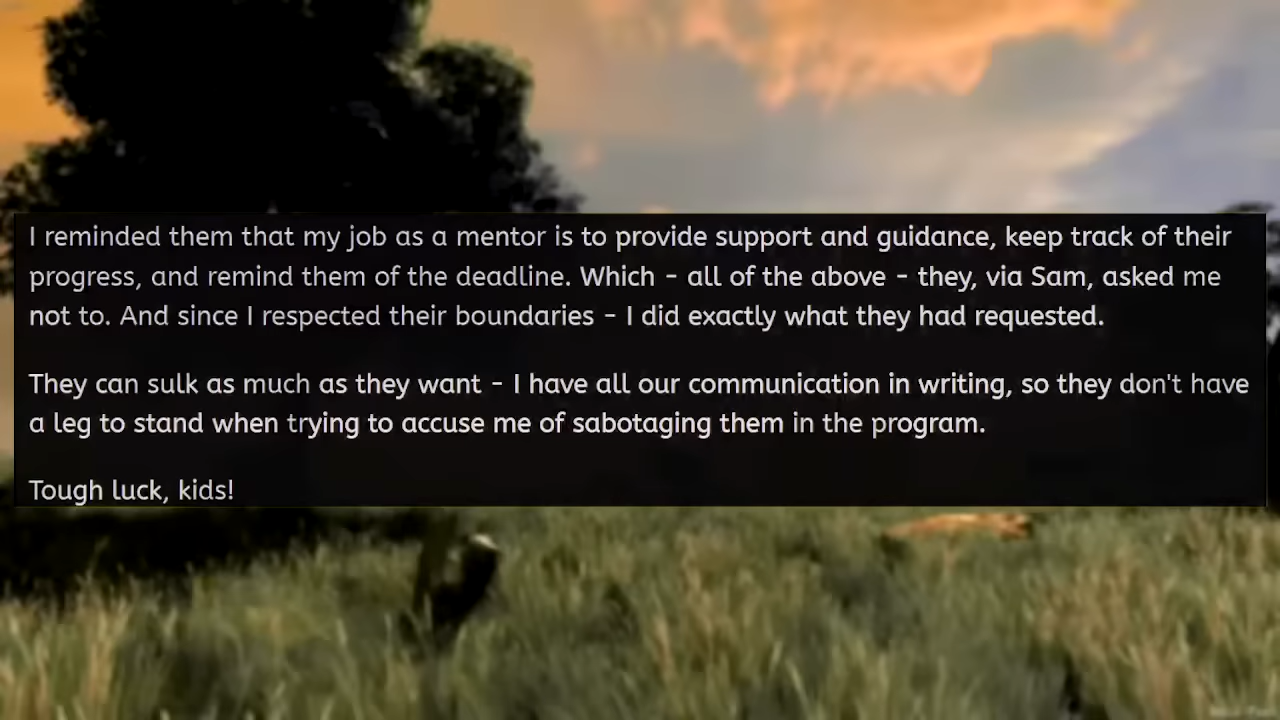 I reminded them that my job as a mentor is to provide support and guidance, keep track of their
progress, and remind them of the deadline. Which - all of the above - they, via Sam, asked me
not to. And since I respected their boundaries - I did exactly what they had requested.
They can sulk as much as they want - I have all our communication in writing, so they don't have
a leg to stand when trying to accuse me of sabotaging them in the program.
Tough luck, kids!